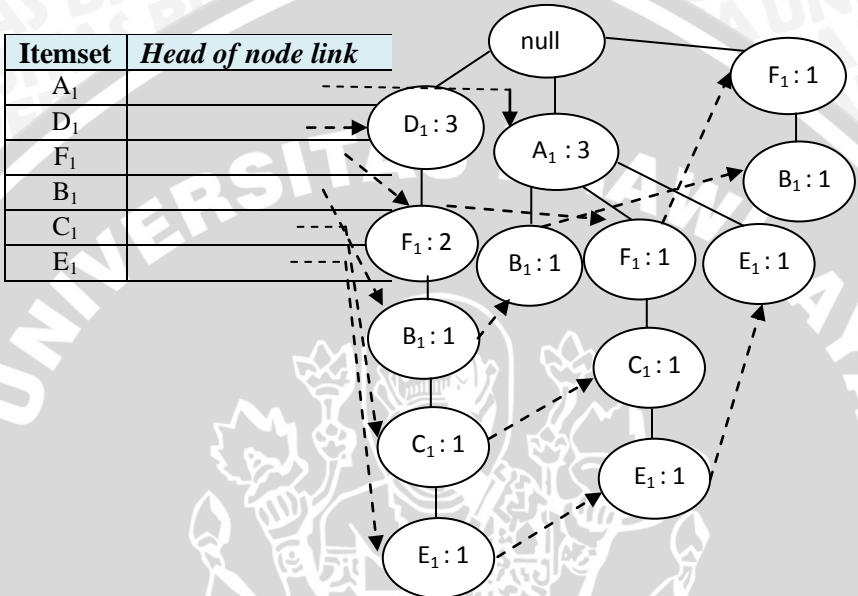 Itemset Head of node link
A₁
D₁
F₁
B₁
C₁
E₁
null
D₁ : 3
A₁ : 3
F₁ : 1
B₁ : 1
F₁ : 2
B₁ : 1
F₁ : 1
E₁ : 1
B₁ : 1
C₁ : 1
C₁ : 1
E₁ : 1
E₁ : 1